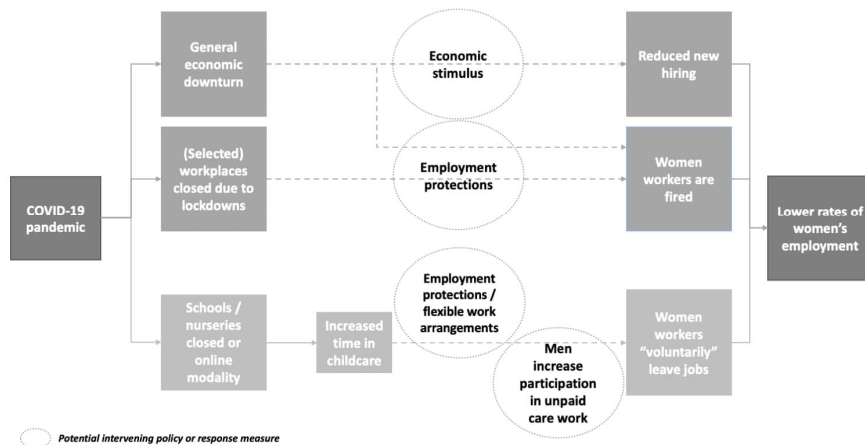 General
economic
downturn
Economic
stimulus
Reduced new
hiring
(Selected)
workplaces
closed due to
lockdowns
Employment
protections
Women
workers are
fired
COVID-19
pandemic
Lower rates of
women's
employment
Schools /
nurseries
closed or
online
modality
Increased
time in
childcare
Employment
protections /
flexible work
arrangements
Men
increase
participation
in unpaid
care work
Women
workers
“voluntarily”
leave jobs
Potential intervening policy or response measure